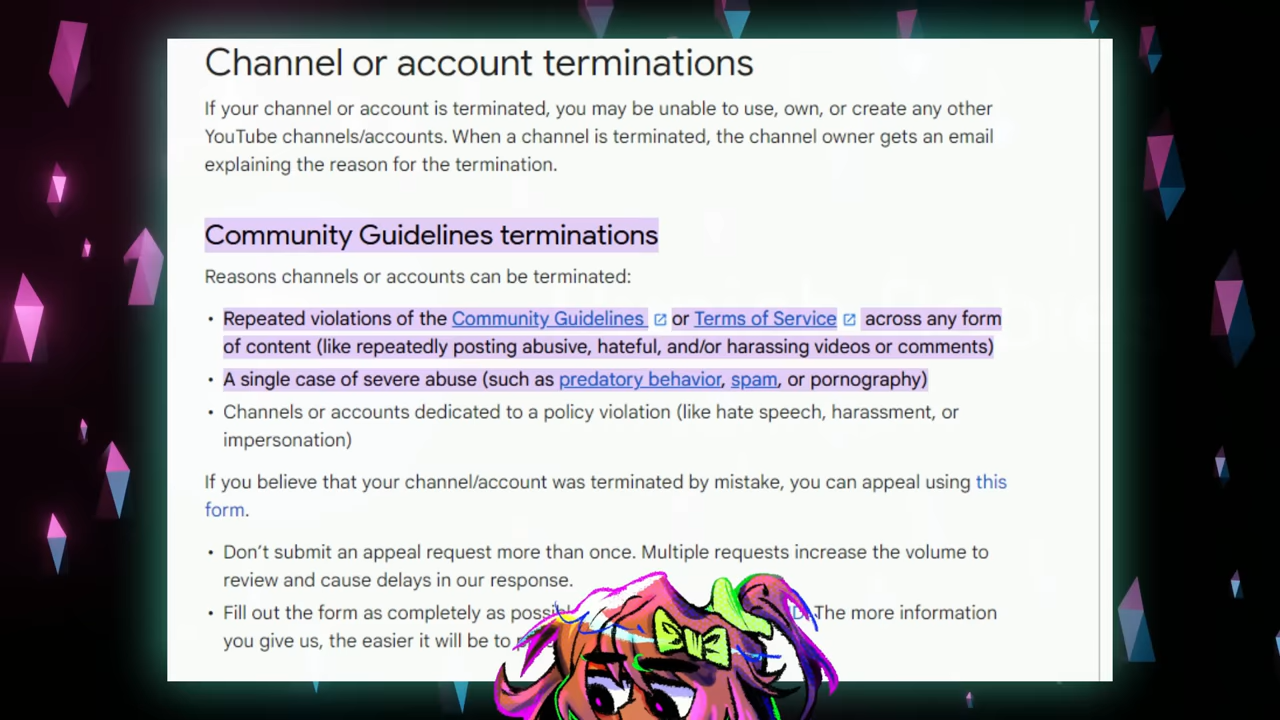 Channel or account terminations
If your channel or account is terminated, you may be unable to use, own, or create any other
YouTube channels/accounts. When a channel is terminated, the channel owner gets an email
explaining the reason for the termination.
Community Guidelines terminations
Reasons channels or accounts can be terminated:
• Repeated violations of the Community Guidelines or Terms of Service across any form
of content (like repeatedly posting abusive, hateful, and/or harassing videos or comments)
• A single case of severe abuse (such as predatory behavior, spam, or pornography)
• Channels or accounts dedicated to a policy violation (like hate speech, harassment, or
impersonation)
If you believe that your channel/account was terminated by mistake, you can appeal using this
form.
• Don't submit an appeal request more than once. Multiple requests increase the volume to
review and cause delays in our response.
• Fill out the form as completely as The more information
you give us, the easier it will be to